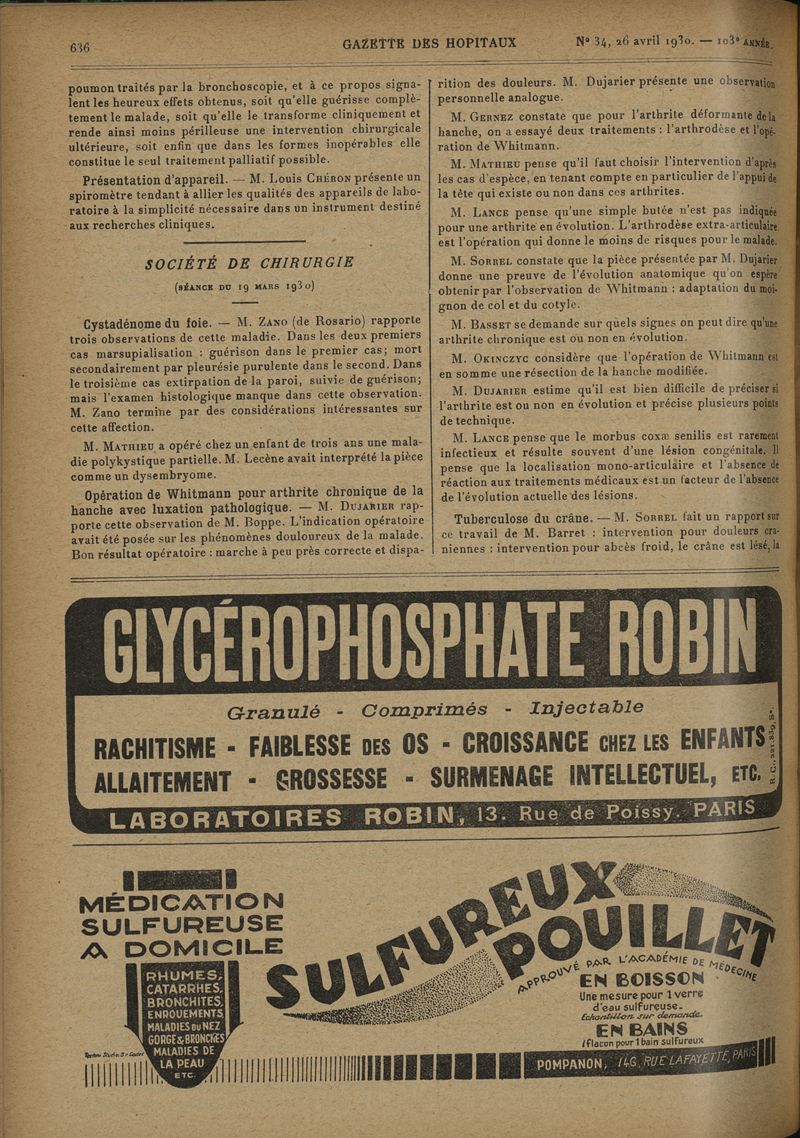 636
GAZETTE DES HOPITAUX
Nº 34, 26 avril 1930. — 103e ANNÉE.
poumon traités par la bronchoscopie, et à ce propos signa-
lent les heureux effets obtenus, soit qu'elle guérisse complè-
tement le malade, soit qu'elle le transforme cliniquement et
rende ainsi moins périlleuse une intervention chirurgicale
ultérieure, soit enfin que dans les formes inopérables elle
constitue le seul traitement palliatif possible.
Présentation d'appareil. — M. Louis CHÉRON présente un
spiromètre tendant à allier les qualités des appareils de labo-
ratoire à la simplicité nécessaire dans un instrument destiné
aux recherches cliniques.
SOCIÉTÉ DE CHIRURGIE
(SÉANCE DU 19 MARS 1930)
Cystadénome du foie. — M. ZANO (de Rosario) rapporte
trois observations de cette maladie. Dans les deux premiers
cas marsupialisation : guérison dans le premier cas; mort
secondairement par pleurésie purulente dans le second. Dans
le troisième cas extirpation de la paroi, suivie de guérison;
mais l'examen histologique manque dans cette observation.
M. Zano termine par des considérations intéressantes sur
cette affection.
M. MATHIEU a opéré chez un enfant de trois ans une mala-
die polykystique partielle. M. Lecène avait interprété la pièce
comme un dysembryome.
Opération de Whitmann pour arthrite chronique de la
hanche avec luxation pathologique. — M. DUJARIER rap-
porte cette observation de M. Boppe. L'indication opératoire
avait été posée sur les phénomènes douloureux de la malade.
Bon résultat opératoire : marche à peu près correcte et dispa-
rition des douleurs. M. Dujarier présente une observation
personnelle analogue.
M. GERNEZ constate que pour l'arthrite déformante de la
hanche, on a essayé deux traitements : l'arthrodèse et l'opé-
ration de Whitmann.
M. MATHIEU pense qu'il faut choisir l'intervention d'après
les cas d'espèce, en tenant compte en particulier de l'appui de
la tête qui existe ou non dans ces arthrites.
M. LANCE pense qu'une simple butée n'est pas indiquée
pour une arthrite en évolution. L'arthrodèse extra-articulaire
est l'opération qui donne le moins de risques pour le malade.
M. SORREL constate que la pièce présentée par M. Dujarier
donne une preuve de l'évolution anatomique qu'on espère
obtenir par l'observation de Whitmann : adaptation du moi-
gnon de col et du cotyle.
M. BASSET se demande sur quels signes on peut dire qu'une
arthrite chronique est ou non en évolution.
M. OKINCZYC considère que l'opération de Whitmann est
en somme une résection de la hanche modifiée.
M. DUJARIER estime qu'il est bien difficile de préciser si
l'arthrite est ou non en évolution et précise plusieurs points
de technique.
M. LANCE pense que le morbus coxæ senilis est rarement
infectieux et résulte souvent d'une lésion congénitale. Il
pense que la localisation mono-articulaire et l'absence de
réaction aux traitements médicaux est un facteur de l'absence
de l'évolution actuelle des lésions.
Tuberculose du crâne. — M. SORREL fait un rapport sur
ce travail de M. Barret : intervention pour douleurs cra-
niennes : intervention pour abcès froid, le crâne est lésé, la
GLYCÉROPHOSPHATE ROBIN
Granulé - Comprimés - Injectable
RACHITISME - FAIBLESSE DES OS - CROISSANCE CHEZ LES ENFANTS
ALLAITEMENT - GROSSESSE - SURMENAGE INTELLECTUEL, ETC.
LABORATOIRES ROBIN, 13, Rue de Poissy, PARIS
MÉDICATION
SULFUREUSE
A DOMICILE
RHUMES,
CATARRHES,
BRONCHITES,
ENROUEMENTS
MALADIES DU NEZ
GORGE & BRONCHES
MALADIES DE
LA PEAU
ETC.
SULFUREUX
POUILLET
APPROUVÉ PAR L'ACADÉMIE DE MÉDECINE
EN BOISSON
Une mesure pour 1 verre
d'eau sulfureuse.
Echantillon sur demande.
EN BAINS
1 flacon pour 1 bain sulfureux
POMPANON, 146, RUE LAFAYETTE, PARIS